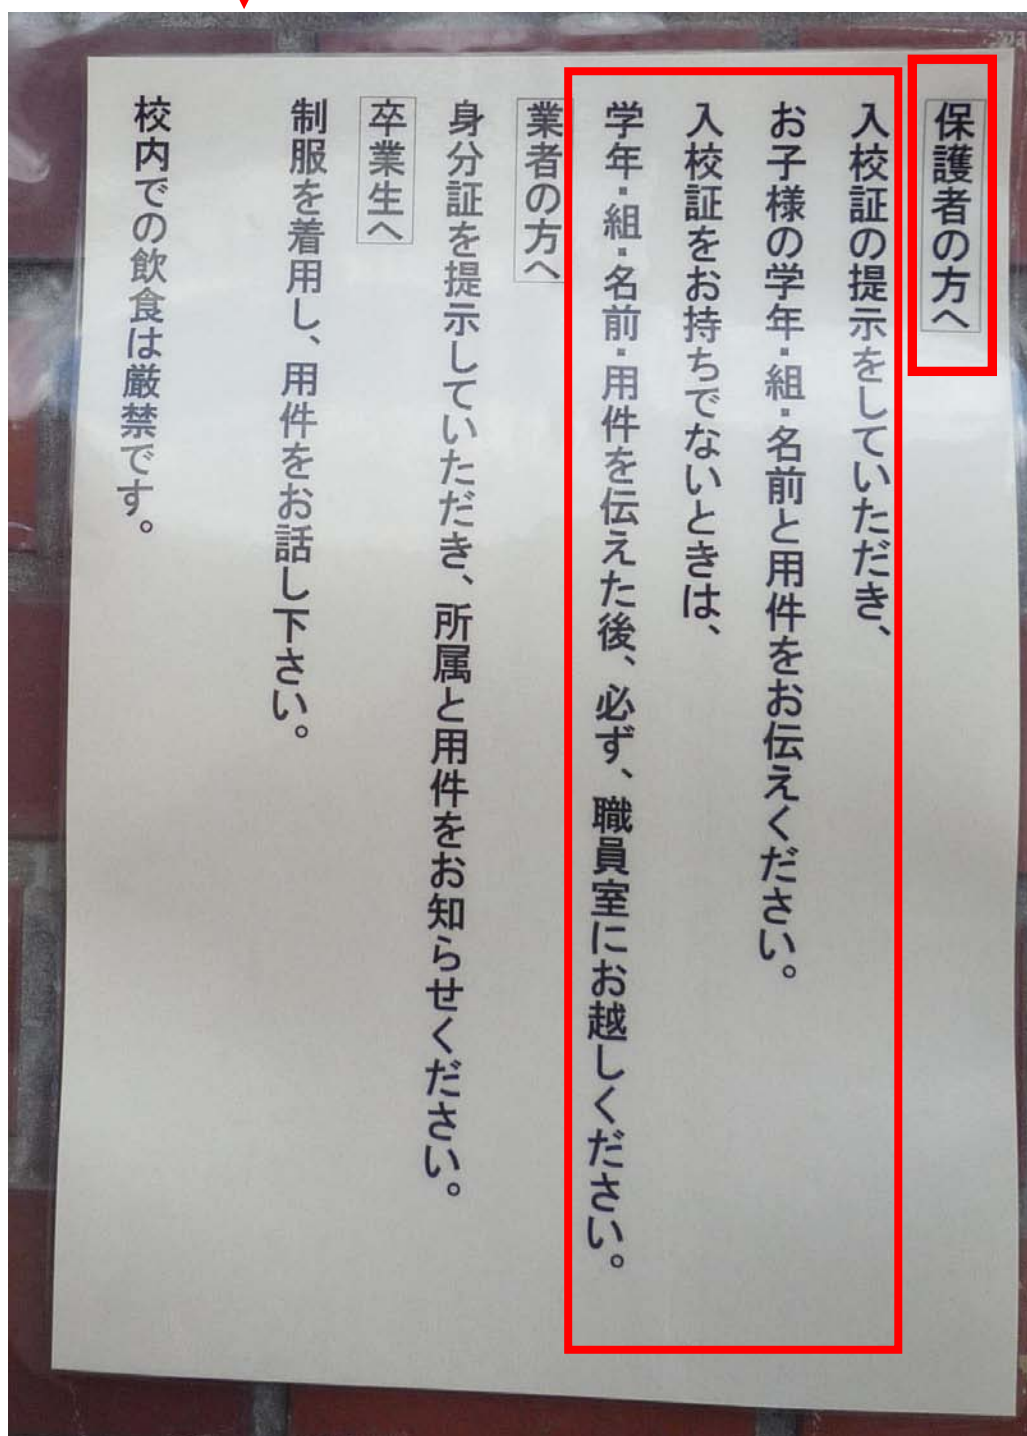 保護者の方へ
入校証の提示をしていただき、
お子様の学年・組・名前と用件をお伝えください。
入校証をお持ちでないときは、
学年・組・名前・用件を伝えた後、必ず、職員室にお越しください。
業者の方へ
身分証を提示していただき、所属と用件をお知らせください。
卒業生へ
制服を着用し、用件をお話し下さい。
校内での飲食は厳禁です。